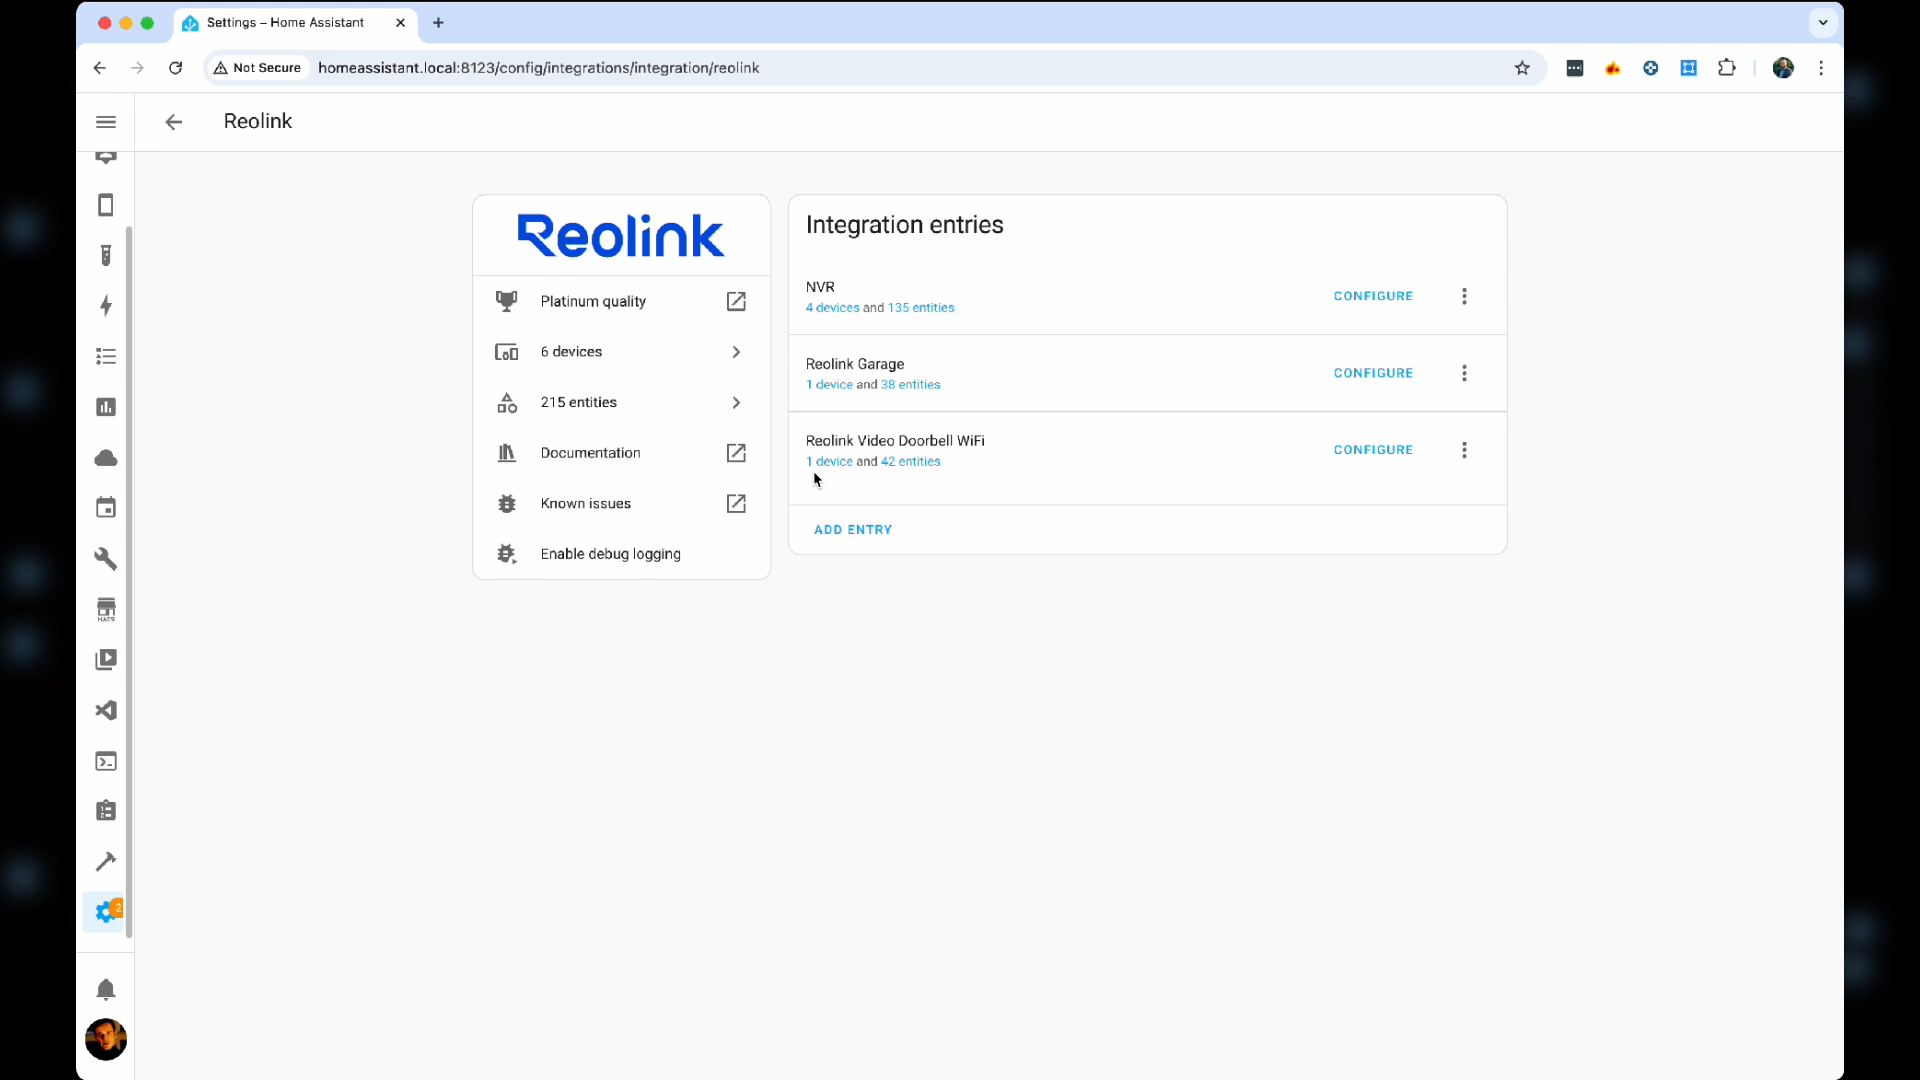 Settings – Home Assistant
Not Secure
homeassistant.local:8123/config/integrations/integration/reolink
Reolink
Reolink
Platinum quality
6 devices
215 entities
Documentation
Known issues
Enable debug logging
Integration entries
NVR
4 devices and 135 entities
CONFIGURE
Reolink Garage
1 device and 38 entities
CONFIGURE
Reolink Video Doorbell WiFi
1 device and 42 entities
CONFIGURE
ADD ENTRY
HACS
2